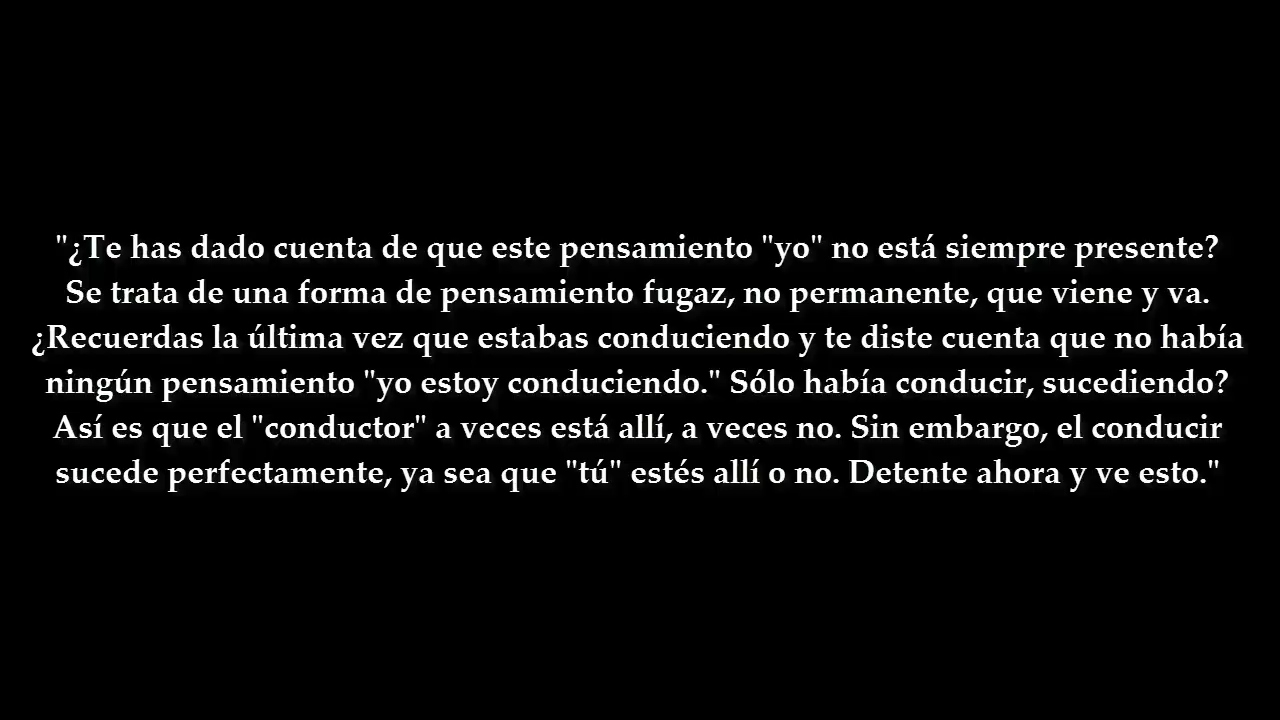 "¿Te has dado cuenta de que este pensamiento "yo" no está siempre presente?
Se trata de una forma de pensamiento fugaz, no permanente, que viene y va.
¿Recuerdas la última vez que estabas conduciendo y te diste cuenta que no había
ningún pensamiento "yo estoy conduciendo." Sólo había conducir, sucediendo?
Así es que el "conductor" a veces está allí, a veces no. Sin embargo, el conducir
sucede perfectamente, ya sea que "tú" estés allí o no. Detente ahora y ve esto."